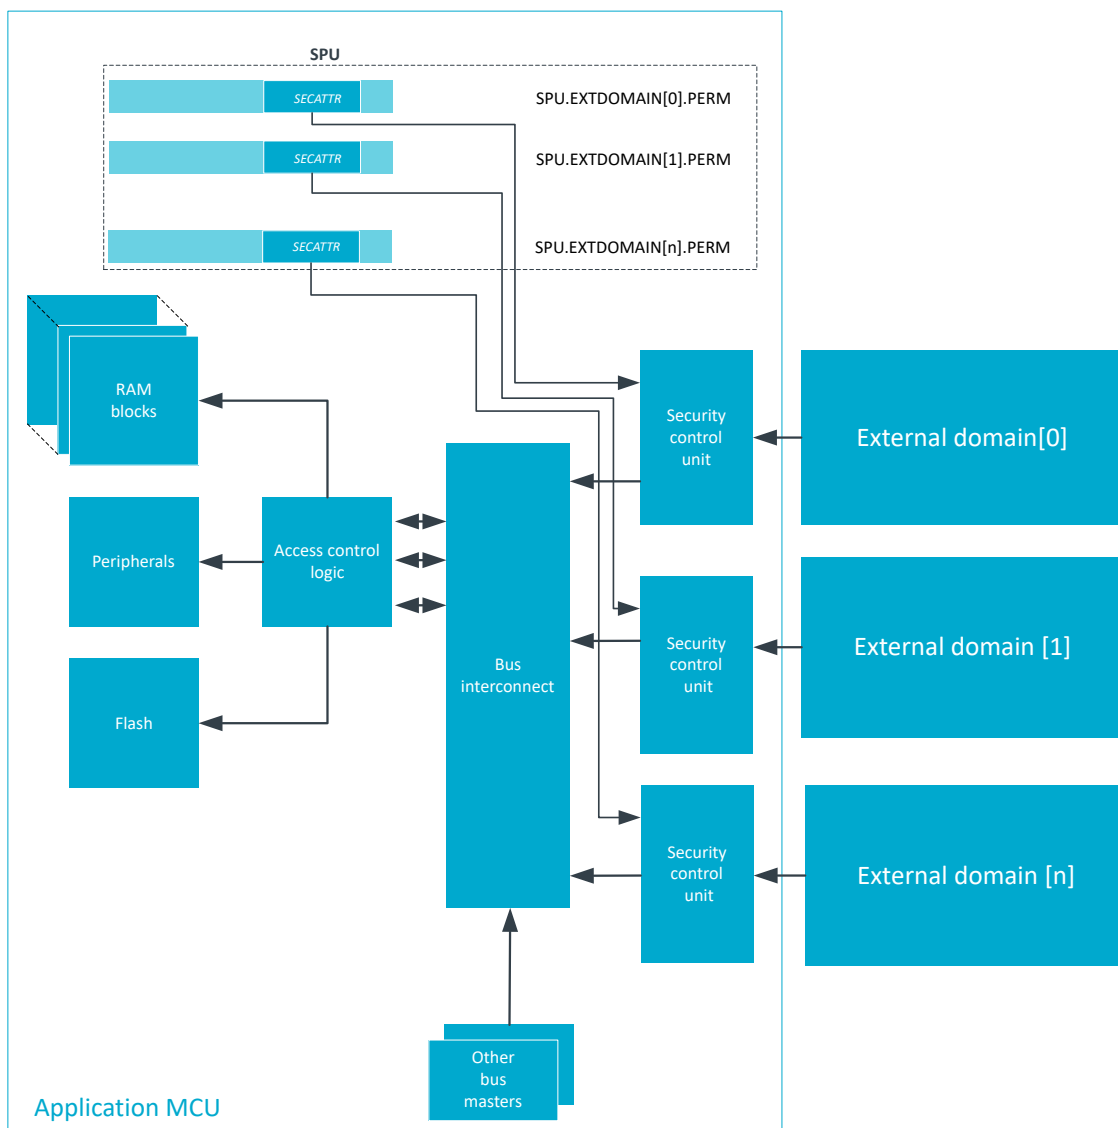 SPU
SECATTR
SPU.EXTDOMAIN[0].PERM
SECATTR
SPU.EXTDOMAIN[1].PERM
SECATTR
SPU.EXTDOMAIN[n].PERM
RAM
blocks
Peripherals
Flash
Access control
logic
Bus
interconnect
Security
control
unit
External domain[0]
Security
control
unit
External domain [1]
Security
control
unit
External domain [n]
Other
bus
masters
Application MCU